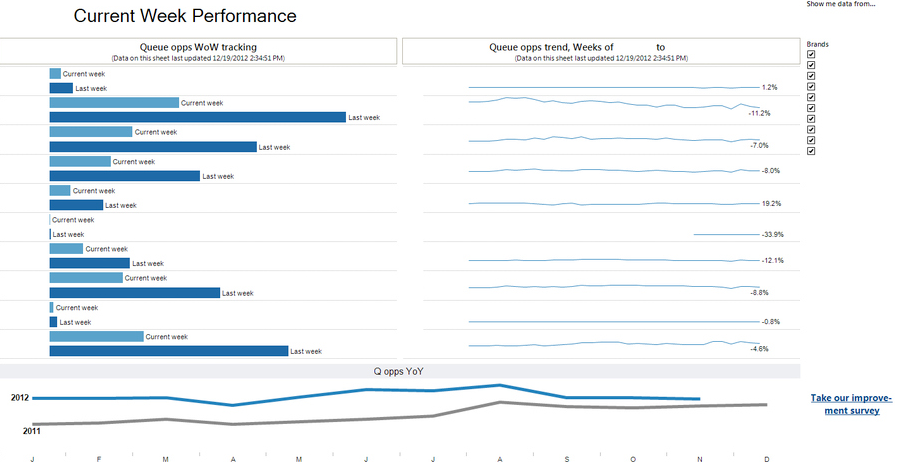 Show me data from...
Current Week Performance
Queue opps WoW tracking
(Data on this sheet last updated 12/19/2012 2:34:51 PM)
Queue opps trend, Weeks of to
(Data on this sheet last updated 12/19/2012 2:34:51 PM)
Brands
Current week
Last week
1.2%
Current week
Last week
-11.2%
Current week
Last week
-7.0%
Current week
Last week
-8.0%
Current week
Last week
19.2%
Current week
Last week
-33.9%
Current week
Last week
-12.1%
Current week
Last week
-8.8%
Current week
Last week
-0.8%
Current week
Last week
-4.6%
Q opps YoY
2012
2011
Take our improve-
ment survey
J F M A M J J A S O N D